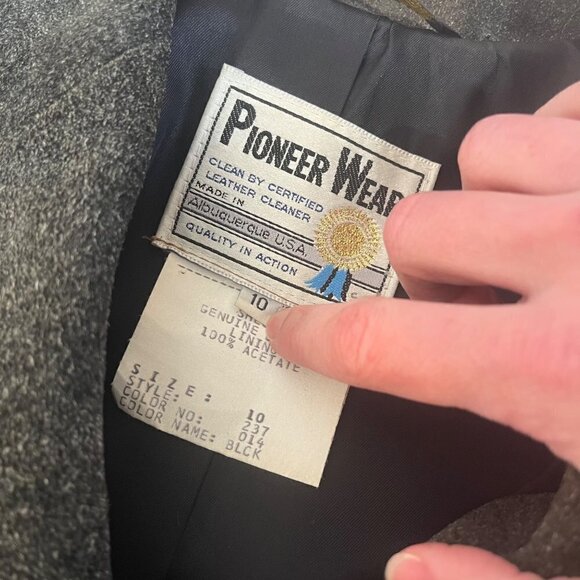 PIONEER WEAR
CLEAN BY CERTIFIED
LEATHER CLEANER
MADE IN
Albuquerque U.S.A.
QUALITY IN ACTION
10
GENUINE
LINING
100% ACETATE
SIZE: 10
STYLE: 237
COLOR NO: 014
COLOR NAME: BLCK